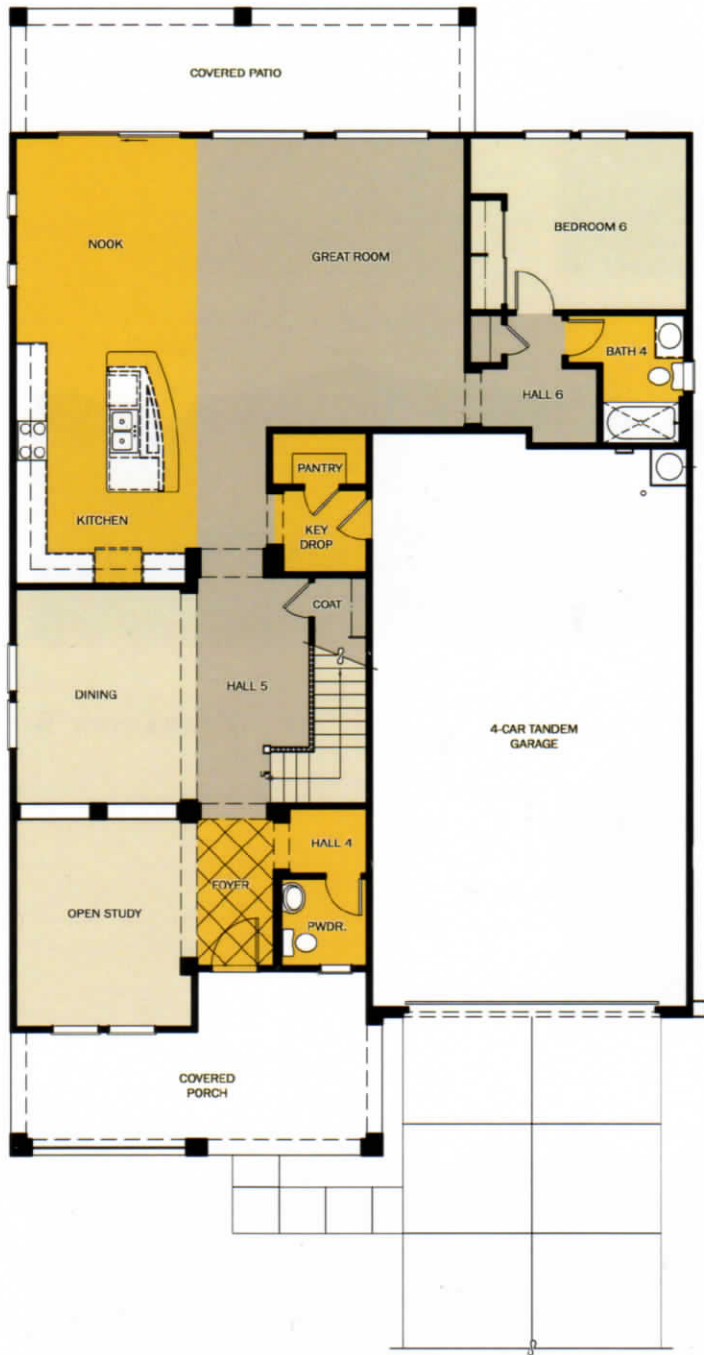 COVERED PATIO
NOOK
GREAT ROOM
BEDROOM 6
BATH 4
HALL 6
PANTRY
KITCHEN
KEY
DROP
COAT
DINING
HALL 5
4-CAR TANDEM
GARAGE
HALL 4
FOYER
OPEN STUDY
PWDR.
COVERED
PORCH